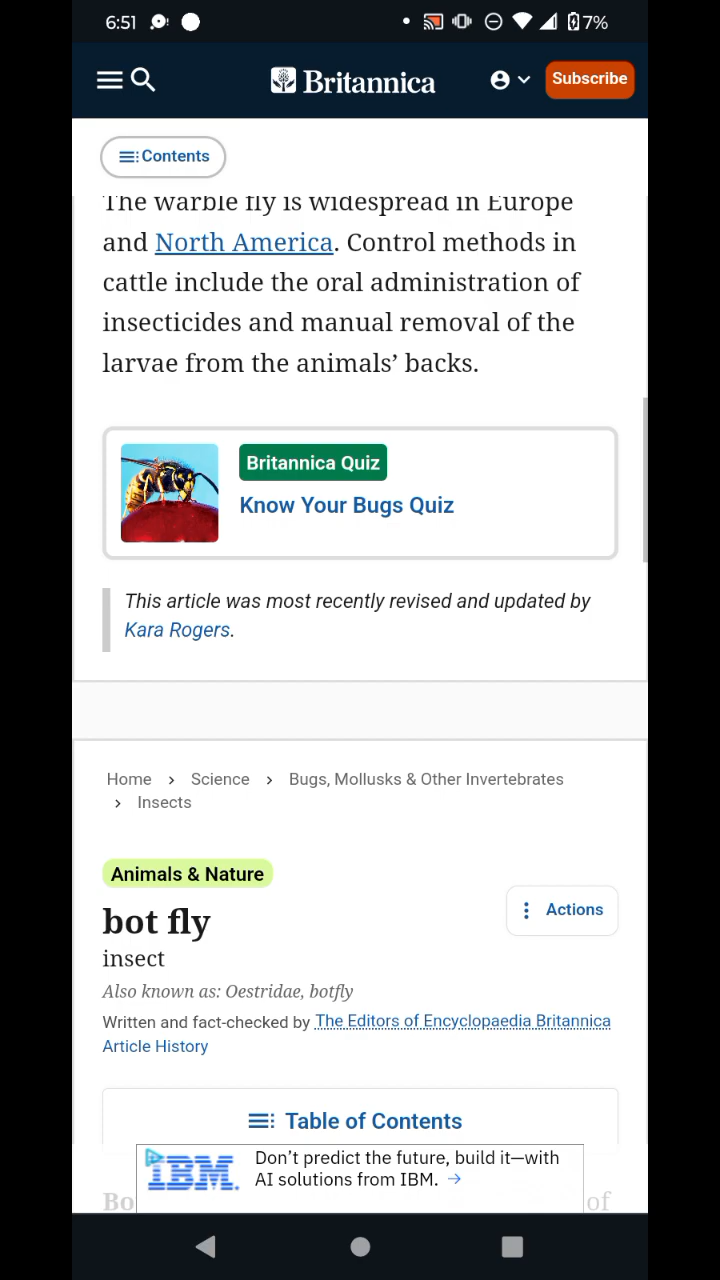 6:51
7%
Britannica
Subscribe
Contents
The warble fly is widespread in Europe
and North America. Control methods in
cattle include the oral administration of
insecticides and manual removal of the
larvae from the animals’ backs.
Britannica Quiz
Know Your Bugs Quiz
This article was most recently revised and updated by
Kara Rogers.
Home > Science > Bugs, Mollusks & Other Invertebrates
> Insects
Animals & Nature
bot fly
Actions
insect
Also known as: Oestridae, botfly
Written and fact-checked by The Editors of Encyclopaedia Britannica
Article History
Table of Contents
IBM.
Don’t predict the future, build it—with
AI solutions from IBM. →
Bo
of